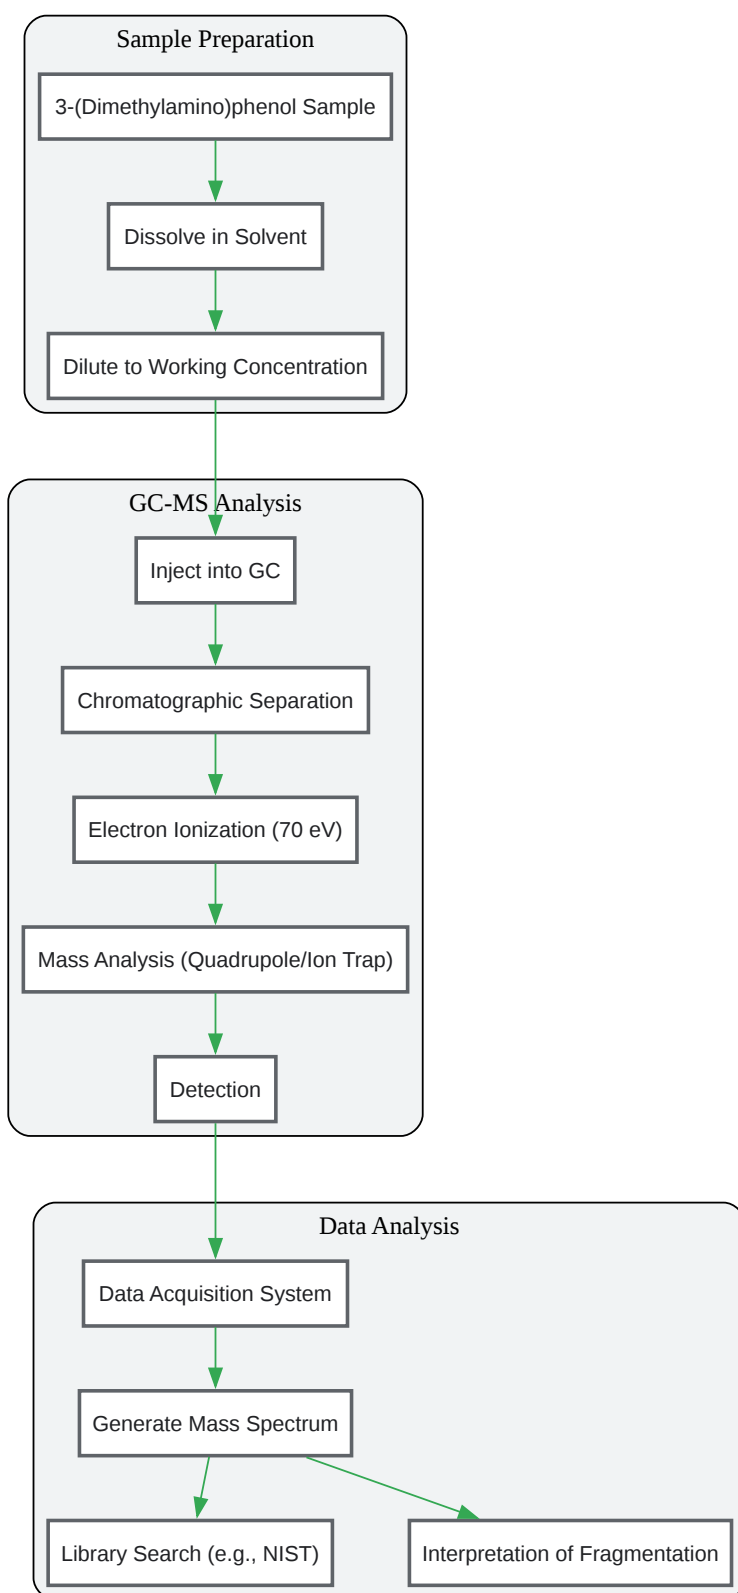 Sample Preparation
3-(Dimethylamino)phenol Sample
Dissolve in Solvent
Dilute to Working Concentration
GC-MS Analysis
Inject into GC
Chromatographic Separation
Electron Ionization (70 eV)
Mass Analysis (Quadrupole/Ion Trap)
Detection
Data Analysis
Data Acquisition System
Generate Mass Spectrum
Library Search (e.g., NIST)
Interpretation of Fragmentation